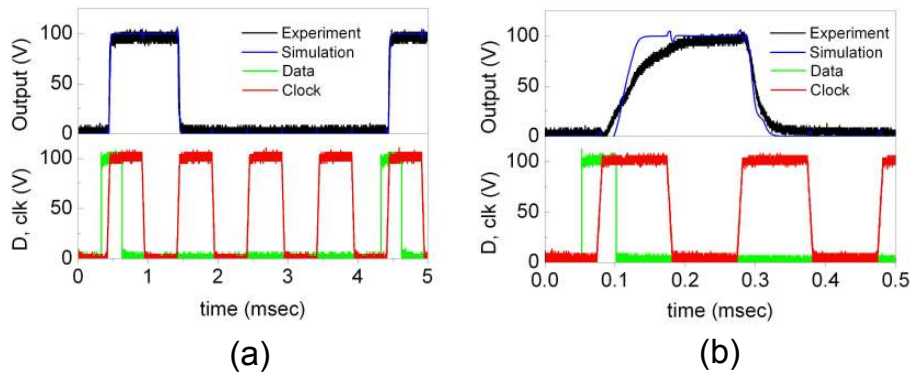 Output (V)
100
50
0
Experiment
Simulation
Data
Clock
D, clk (V)
100
50
0
0 1 2 3 4 5
time (msec)
(a)
Output (V)
100
50
0
Experiment
Simulation
Data
Clock
D, clk (V)
100
50
0
0.0 0.1 0.2 0.3 0.4 0.5
time (msec)
(b)